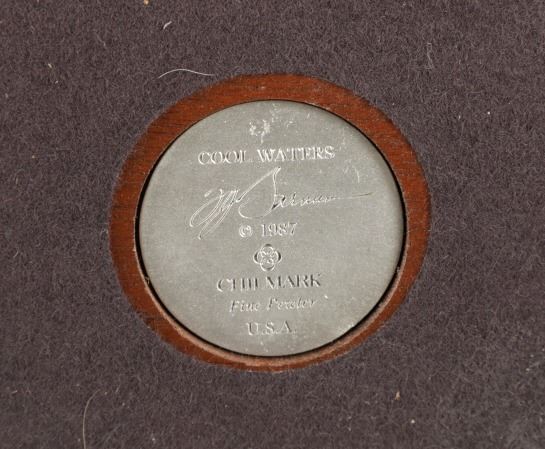 COOL WATERS
© 1987
CHILMARK
Fine Pewter
U.S.A.